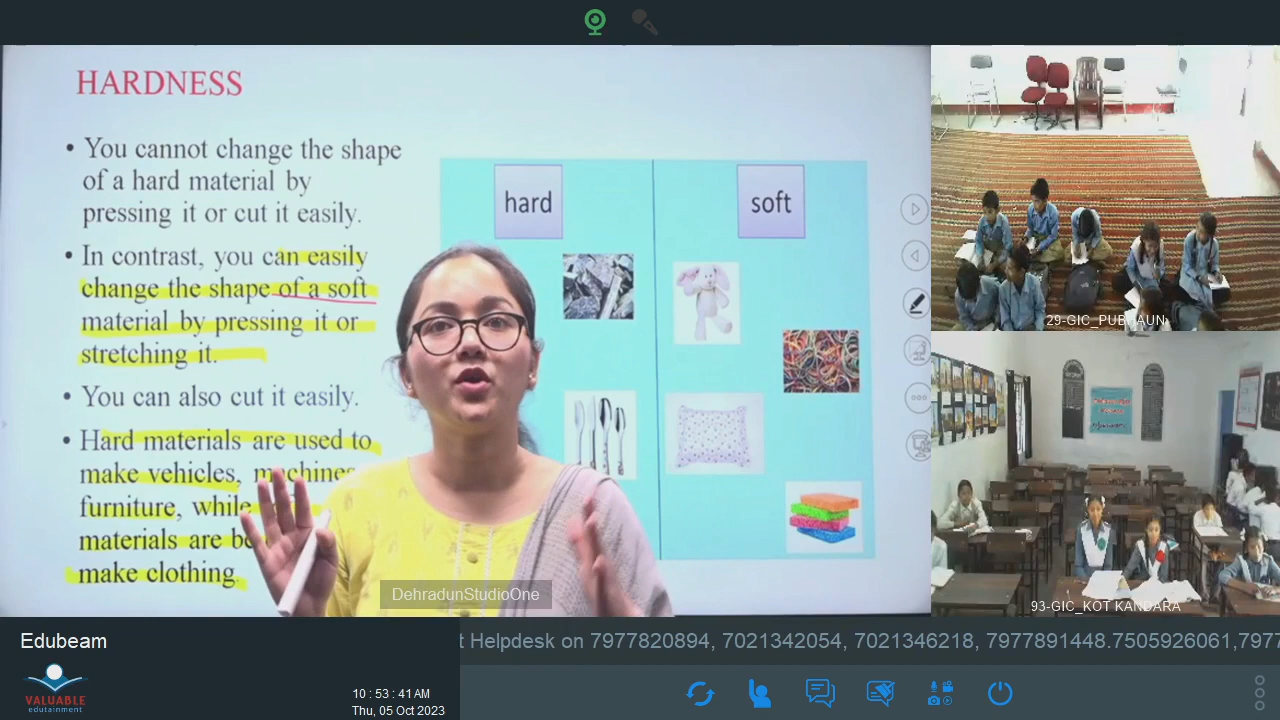 HARDNESS
• You cannot change the shape
of a hard material by
pressing it or cut it easily.
• In contrast, you can easily
change the shape of a soft
material by pressing it or
stretching it.
• You can also cut it easily.
• Hard materials are used to
make vehicles, machines
furniture, while
materials are be
make clothing.
hard
soft
DehradunStudioOne
29-GIC_PUBHAUN
93-GIC_KOT KANDARA
Edubeam
VALUABLE
edutainment
10 : 53 : 41 AM
Thu, 05 Oct 2023
t Helpdesk on 7977820894, 7021342054, 7021346218, 7977891448.7505926061,7977